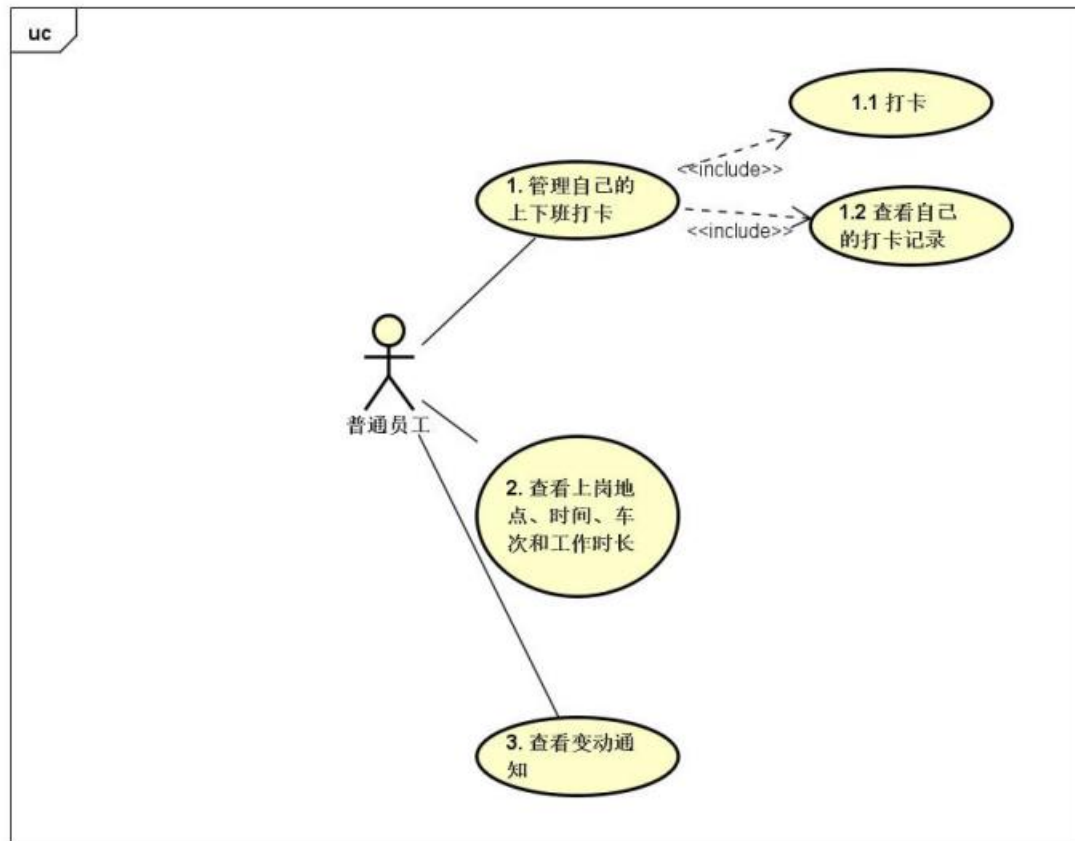 uc
1.1 打卡
<<include>>
1. 管理自己的
上下班打卡
1.2 查看自己
的打卡记录
<<include>>
普通员工
2. 查看上岗地
点、时间、车
次和工作时长
3. 查看变动通
知